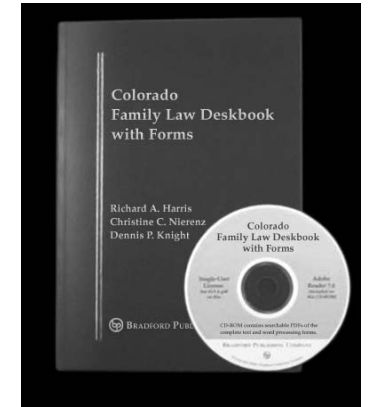 Colorado
Family Law Deskbook
with Forms
Richard A. Harris
Christine C. Nierenz
Dennis P. Knight
bp BRADFORD PUBL
Colorado
Family Law Deskbook
with Forms
Single-User
License
Adobe
Reader 7.0
CD-ROM contains searchable PDFs of the
complete text and word processing forms.
BRADFORD PUBLISHING COMPANY